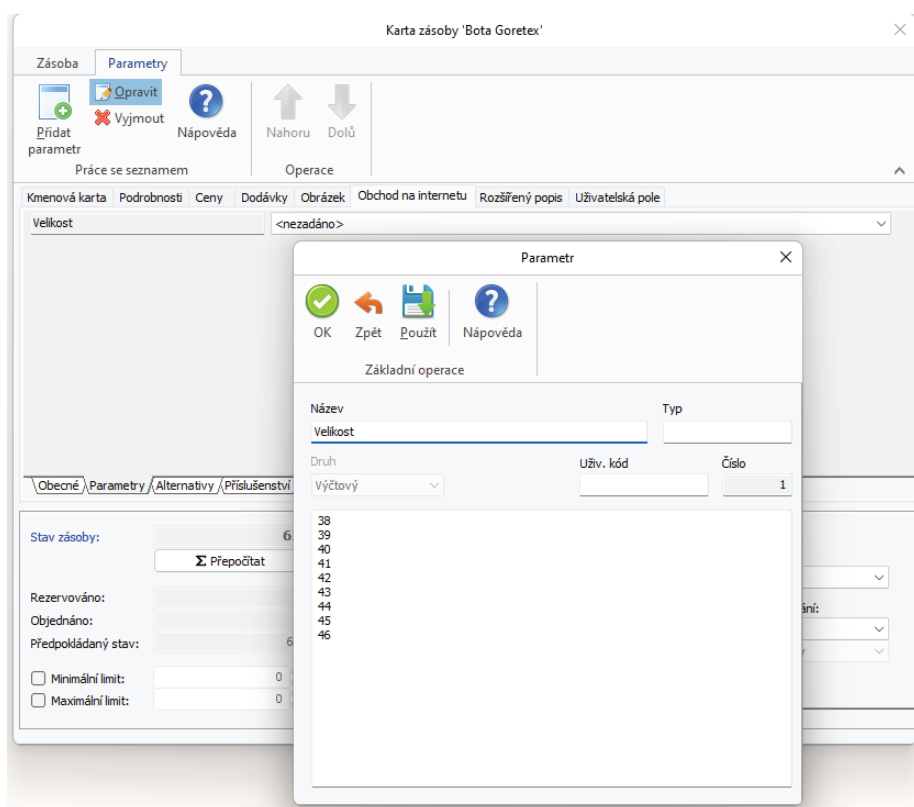 Karta zásoby 'Bota Goretex'
Zásoba Parametry
Přidat parametr
Opravit
Vyjmout
Nápověda
Nahoru Dolů
Práce se seznamem Operace
Kmenová karta Podrobnosti Ceny Dodávky Obrázek Obchod na internetu Rozšířený popis Uživatelská pole
Velikost <nezadáno>
Parametr
OK Zpět Použít Nápověda
Základní operace
Název Typ
Velikost
Druh Uživ. kód Číslo
Výčtový 1
38
39
40
41
42
43
44
45
46
Obecné Parametry Alternativy Příslušenství
Stav zásoby: 6
Σ Přepočítat
Rezervováno:
Objednáno:
Předpokládaný stav: 6
Minimální limit: 0
Maximální limit: 0
ání: